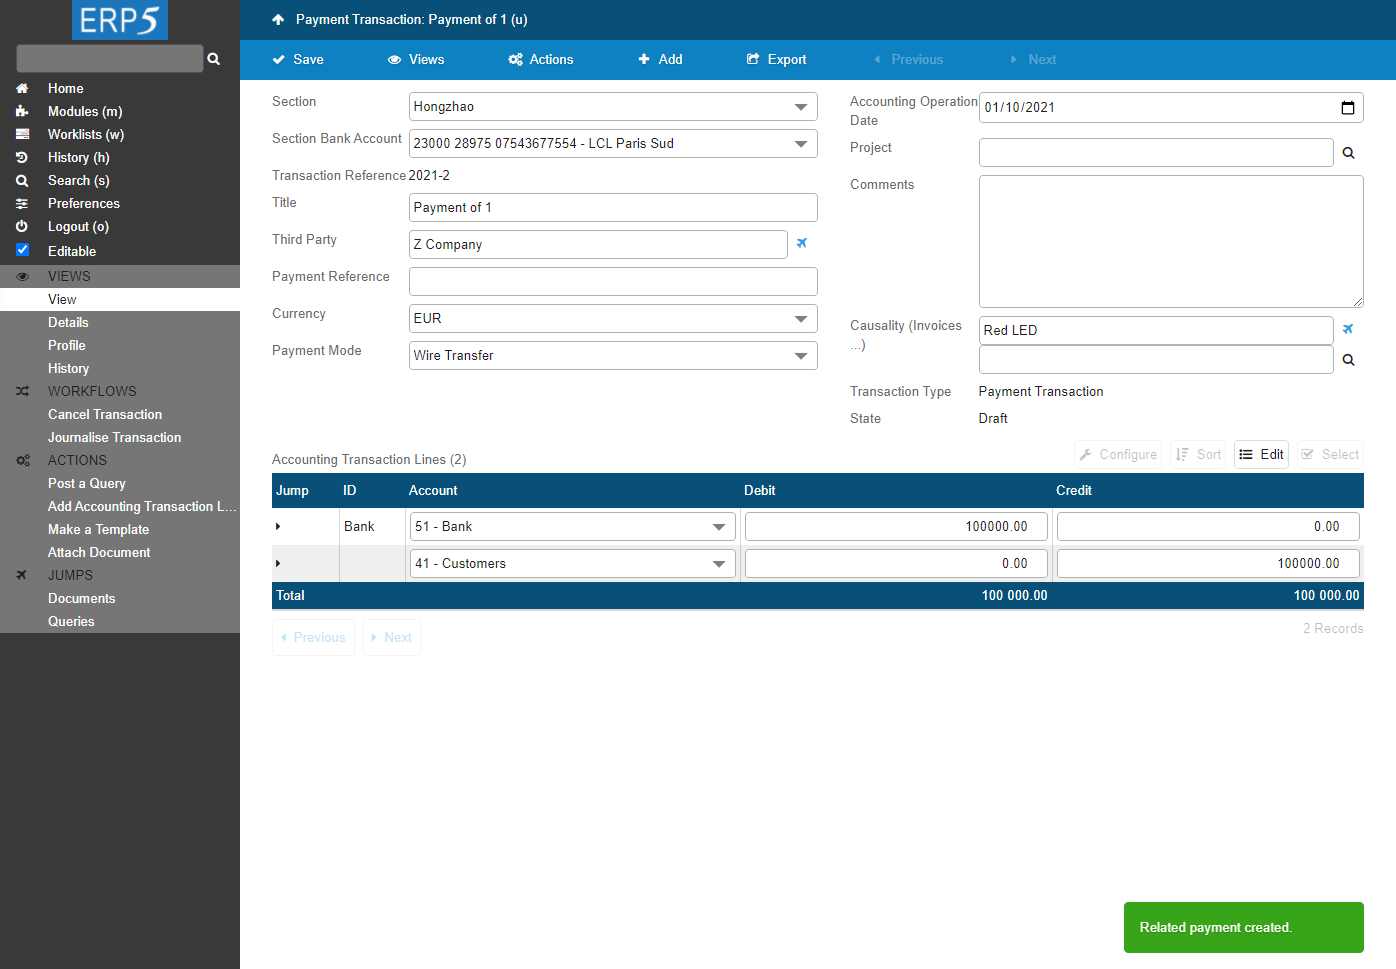 ERP5
Payment Transaction: Payment of 1 (u)
Save
Views
Actions
Add
Export
Previous
Next
Home
Modules (m)
Worklists (w)
History (h)
Search (s)
Preferences
Logout (o)
Editable
VIEWS
View
Details
Profile
History
WORKFLOWS
Cancel Transaction
Journalise Transaction
ACTIONS
Post a Query
Add Accounting Transaction L...
Make a Template
Attach Document
JUMPS
Documents
Queries
Section
Hongzhao
Section Bank Account
23000 28975 07543677554 - LCL Paris Sud
Transaction Reference 2021-2
Title
Payment of 1
Third Party
Z Company
Payment Reference
Currency
EUR
Payment Mode
Wire Transfer
Accounting Operation
Date
01/10/2021
Project
Comments
Causality (Invoices
...)
Red LED
Transaction Type
Payment Transaction
State
Draft
Accounting Transaction Lines (2)
Configure
Sort
Edit
Select
Jump ID Account Debit Credit
Bank 51 - Bank 100000.00 0.00
41 - Customers 0.00 100000.00
Total 100 000.00 100 000.00
Previous
Next
2 Records
Related payment created.